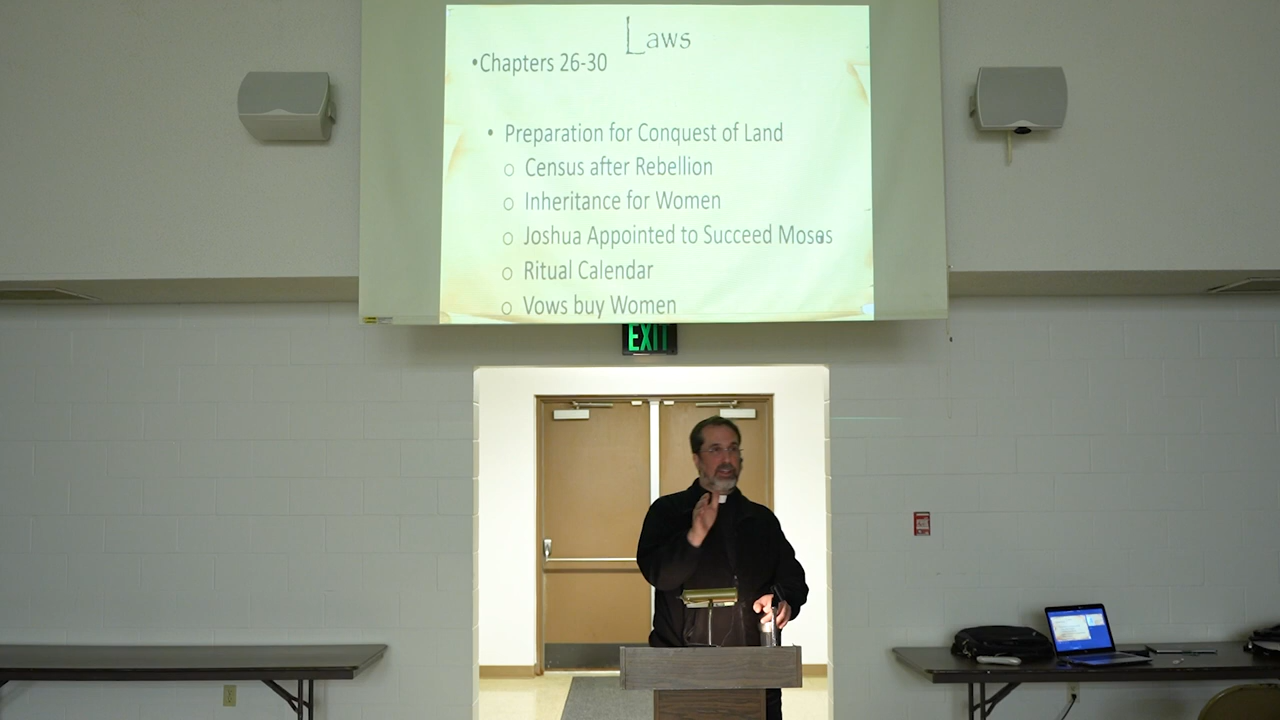 Laws
•Chapters 26-30
• Preparation for Conquest of Land
o Census after Rebellion
o Inheritance for Women
o Joshua Appointed to Succeed Moses
o Ritual Calendar
o Vows buy Women
EXIT